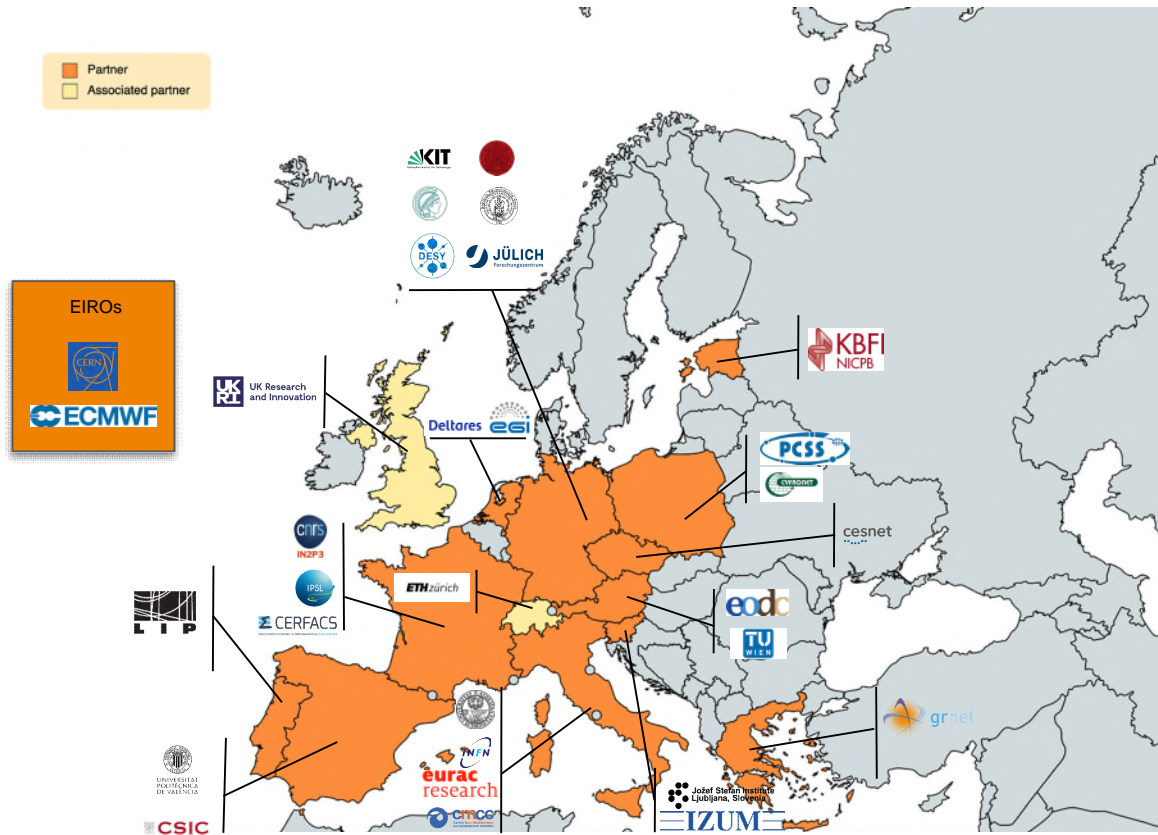 Partner
Associated partner
KIT
DESY
JÜLICH
Forschungszentrum
EIROs
CERN
ECMWF
UK
RI
UK Research
and Innovation
Deltares
egi
KBFI
NICPB
PCSS
CYFRONET
cesnet
cnrs
IN2P3
IPSL
CERFACS
ETH zürich
eodc
TU
WIEN
LIP
grnet
INFN
eurac
research
cmcc
UNIVERSITAT
POLITÈCNICA
DE VALÈNCIA
CSIC
Jožef Stefan Institute
Ljubljana, Slovenia
IZUM